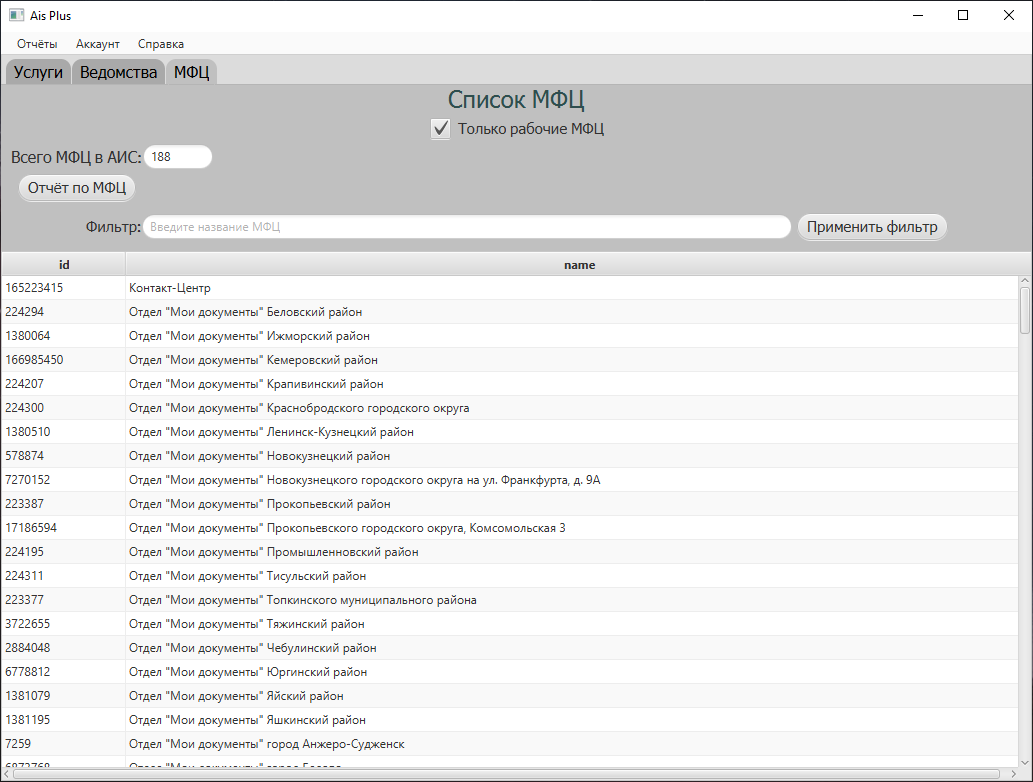 Ais Plus
Отчёты Аккаунт Справка
Услуги Ведомства МФЦ
Список МФЦ
Только рабочие МФЦ
Всего МФЦ в АИС: 188
Отчёт по МФЦ
Фильтр: Введите название МФЦ Применить фильтр
id name
165223415 Контакт-Центр
224294 Отдел "Мои документы" Беловский район
1380064 Отдел "Мои документы" Ижморский район
166985450 Отдел "Мои документы" Кемеровский район
224207 Отдел "Мои документы" Крапивинский район
224300 Отдел "Мои документы" Краснобродского городского округа
1380510 Отдел "Мои документы" Ленинск-Кузнецкий район
578874 Отдел "Мои документы" Новокузнецкий район
7270152 Отдел "Мои документы" Новокузнецкого городского округа на ул. Франкфурта, д. 9А
223387 Отдел "Мои документы" Прокопьевский район
17186594 Отдел "Мои документы" Прокопьевского городского округа, Комсомольская 3
224195 Отдел "Мои документы" Промышленновский район
224311 Отдел "Мои документы" Тисульский район
223377 Отдел "Мои документы" Топкинского муниципального района
3722655 Отдел "Мои документы" Тяжинский район
2884048 Отдел "Мои документы" Чебулинский район
6778812 Отдел "Мои документы" Юргинский район
1381079 Отдел "Мои документы" Яйский район
1381195 Отдел "Мои документы" Яшкинский район
7259 Отдел "Мои документы" город Анжеро-Судженск
Отдел "Мои документы" город